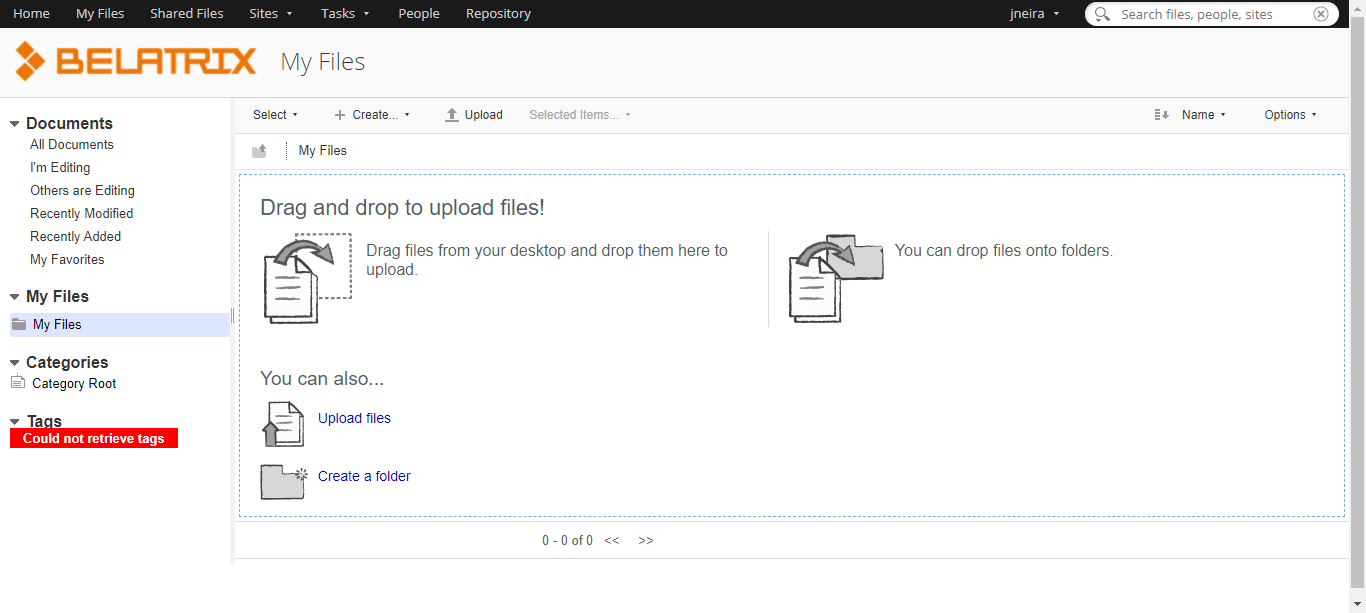 Home My Files Shared Files Sites Tasks People Repository jneira Search files, people, sites
BELATRIX My Files
Documents
All Documents
I'm Editing
Others are Editing
Recently Modified
Recently Added
My Favorites
My Files
My Files
Categories
Category Root
Tags
Could not retrieve tags
Select Create... Upload Selected Items... Name Options
My Files
Drag and drop to upload files!
Drag files from your desktop and drop them here to
upload.
You can drop files onto folders.
You can also...
Upload files
Create a folder
0 - 0 of 0 << >>